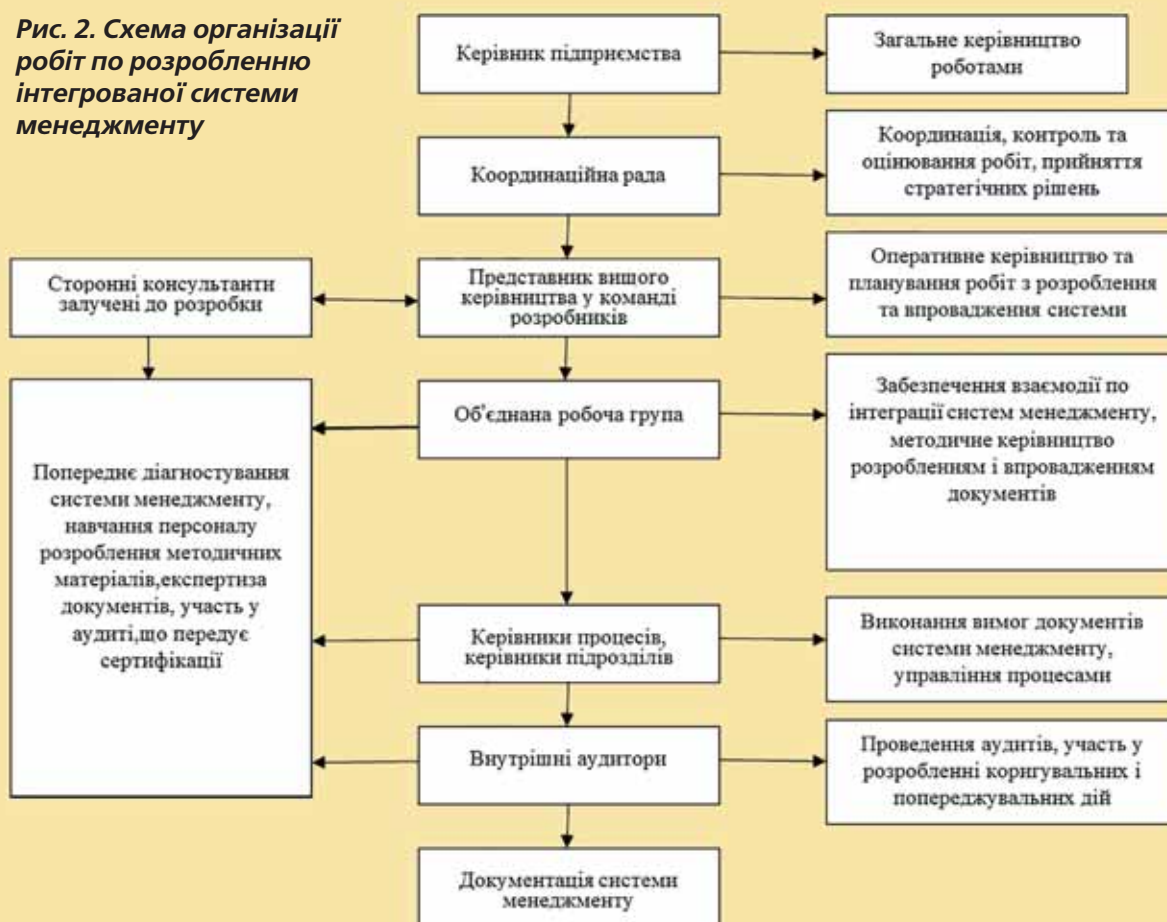 Рис. 2. Схема організації
робіт по розробленню
інтегрованої системи
менеджменту
Керівник підприємства
Загальне керівництво
роботами
Координаційна рада
Координація, контроль та
оцінювання робіт, прийняття
стратегічних рішень
Сторонні консультанти
залучені до розробки
Представник вишого
керівництва у команді
розробників
Оперативне керівництво та
планування робіт з розроблення
та впровадження системи
Об'єднана робоча група
Забезпечення взаємодії по
інтеграції систем менеджменту,
методичне керівництво
розробленням і впровадженням
документів
Попереднє діагностування
системи менеджменту,
навчання персоналу
розроблення методичних
матеріалів,експертиза
документів, участь у
аудиті,що передує
сертифікації
Керівники процесів,
керівники підрозділів
Виконання вимог документів
системи менеджменту,
управління процесами
Внутрішні аудитори
Проведення аудитів, участь у
розробленні коригувальних і
попереджувальних дій
Документація системи
менеджменту